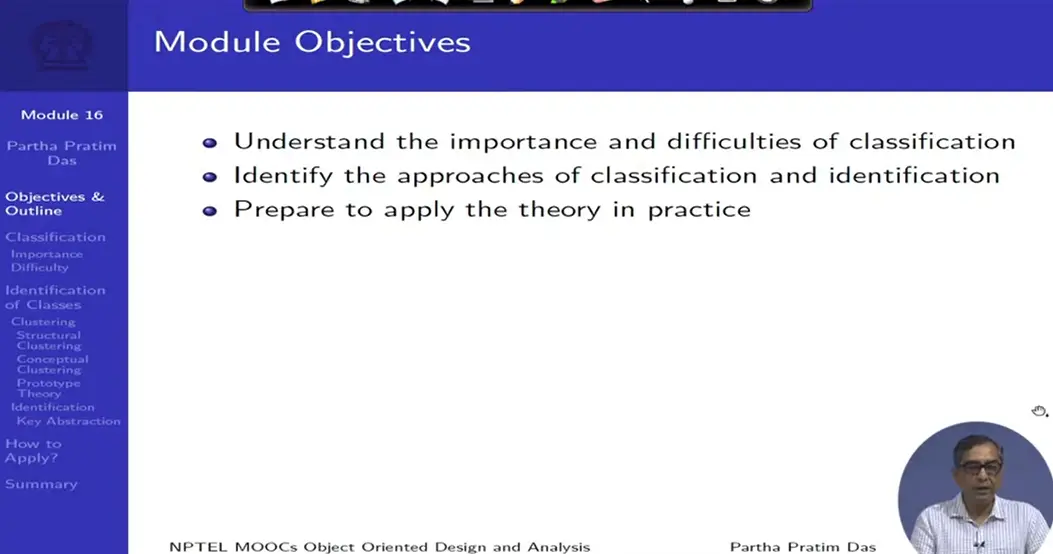 Module Objectives
Module 16
Partha Pratim
Das
Objectives &
Outline
Classification
Importance
Difficulty
Identification
of Classes
Clustering
Structural
Clustering
Conceptual
Clustering
Prototype
Theory
Identification
Key Abstraction
How to
Apply?
Summary
Understand the importance and difficulties of classification
Identify the approaches of classification and identification
Prepare to apply the theory in practice
NPTEL MOOCs Object Oriented Design and Analysis
Partha Pratim Das